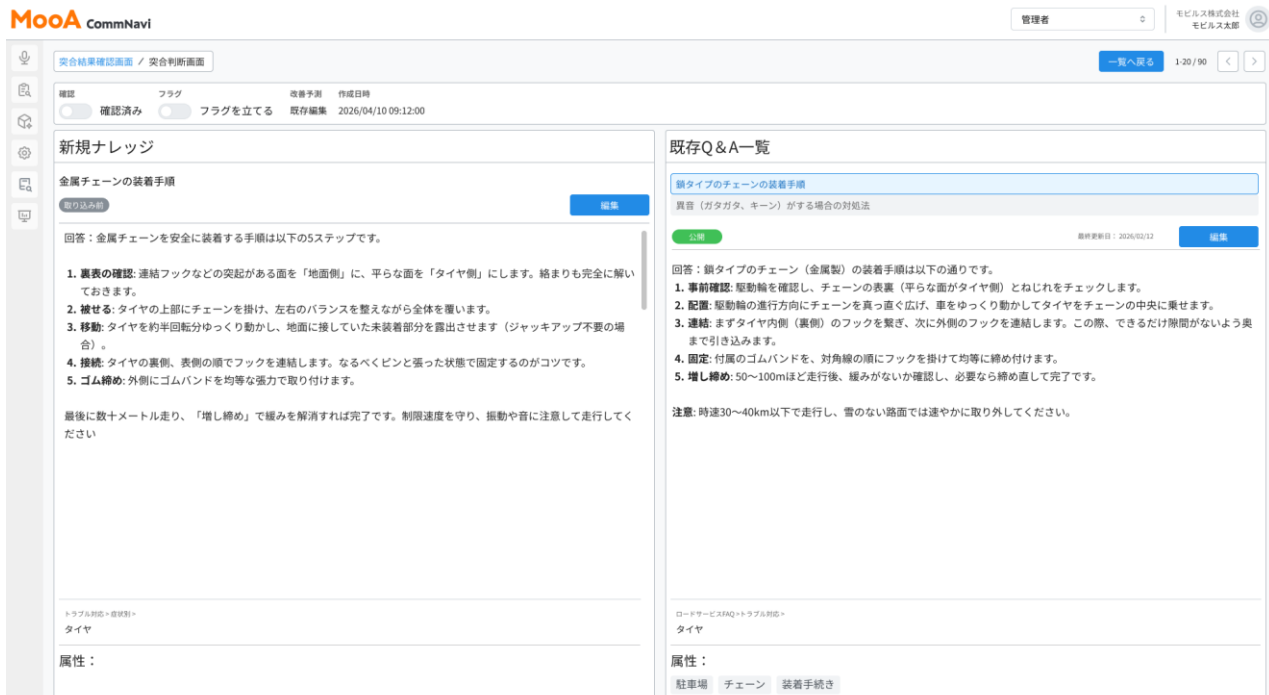 MooA CommNavi
管理者
モビルス株式会社
モビルス太郎
突合結果確認画面 / 突合判断画面
一覧へ戻る
1-20 / 90
確認
フラグ
改善予測
作成日時
確認済み
フラグを立てる
既存編集
2026/04/10 09:12:00
新規ナレッジ
金属チェーンの装着手順
取り込み前
編集
回答：金属チェーンを安全に装着する手順は以下の5ステップです。
1. 裏表の確認: 連結フックなどの突起がある面を「地面側」に、平らな面を「タイヤ側」にします。絡まりも完全に解い
ておきます。
2. 被せる: タイヤの上部にチェーンを掛け、左右のバランスを整えながら全体を覆います。
3. 移動: タイヤを約半回転分ゆっくり動かし、地面に接していた未装着部分を露出させます（ジャッキアップ不要の場
合）。
4. 接続: タイヤの裏側、表側の順でフックを連結します。なるべくピンと張った状態で固定するのがコツです。
5. ゴム締め: 外側にゴムバンドを均等な張力で取り付けます。
最後に数十メートル走り、「増し締め」で緩みを解消すれば完了です。制限速度を守り、振動や音に注意して走行してく
ださい
トラブル対応 > 症状別 >
タイヤ
属性：
既存Q＆A一覧
鎖タイプのチェーンの装着手順
異音（ガタガタ、キーン）がする場合の対処法
公開
最終更新日： 2026/02/12
編集
回答：鎖タイプのチェーン（金属製）の装着手順は以下の通りです。
1. 事前確認: 駆動輪を確認し、チェーンの表裏（平らな面がタイヤ側）とねじれをチェックします。
2. 配置: 駆動輪の進行方向にチェーンを真っ直ぐ広げ、車をゆっくり動かしてタイヤをチェーンの中央に乗せます。
3. 連結: まずタイヤ内側（裏側）のフックを繋ぎ、次に外側のフックを連結します。この際、できるだけ隙間がないよう奥
まで引き込みます。
4. 固定: 付属のゴムバンドを、対角線の順にフックを掛けて均等に締め付けます。
5. 増し締め: 50〜100mほど走行後、緩みがないか確認し、必要なら締め直して完了です。
注意: 時速30〜40km以下で走行し、雪のない路面では速やかに取り外してください。
ロードサービスFAQ >トラブル対応 >
タイヤ
属性：
駐車場
チェーン
装着手続き